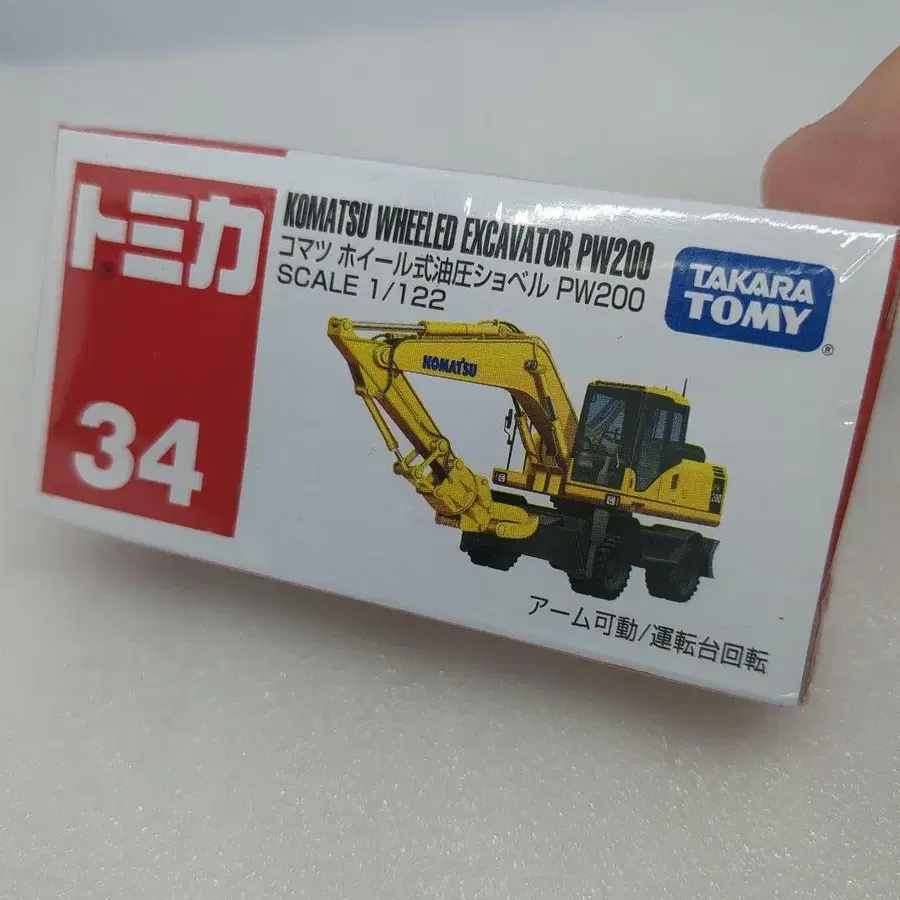 トミカ
34
KOMATSU WHEELED EXCAVATOR PW200
コマツ ホイール式油圧ショベル PW200
SCALE 1/122
TAKARA
TOMY
®
KOMATSU
200
アーム可動/運転台回転